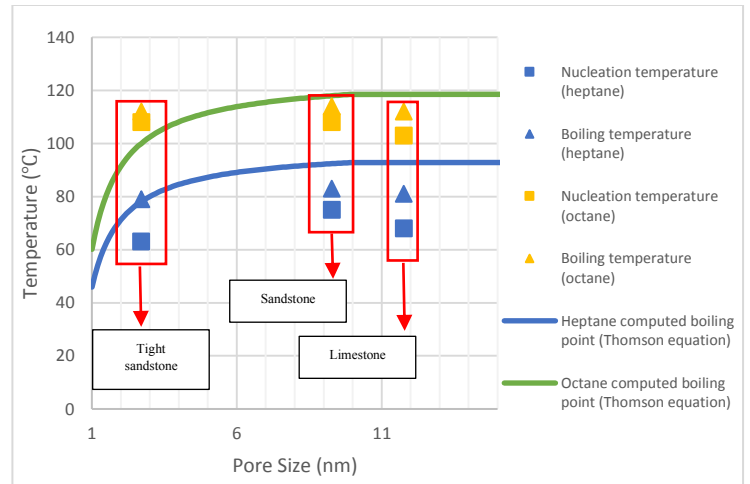 140
120
100
80
60
40
20
0
Temperature (°C)
1
6
11
Pore Size (nm)
Tight
sandstone
Sandstone
Limestone
Nucleation temperature
(heptane)
Boiling temperature
(heptane)
Nucleation temperature
(octane)
Boiling temperature
(octane)
Heptane computed boiling
point (Thomson equation)
Octane computed boiling
point (Thomson equation)